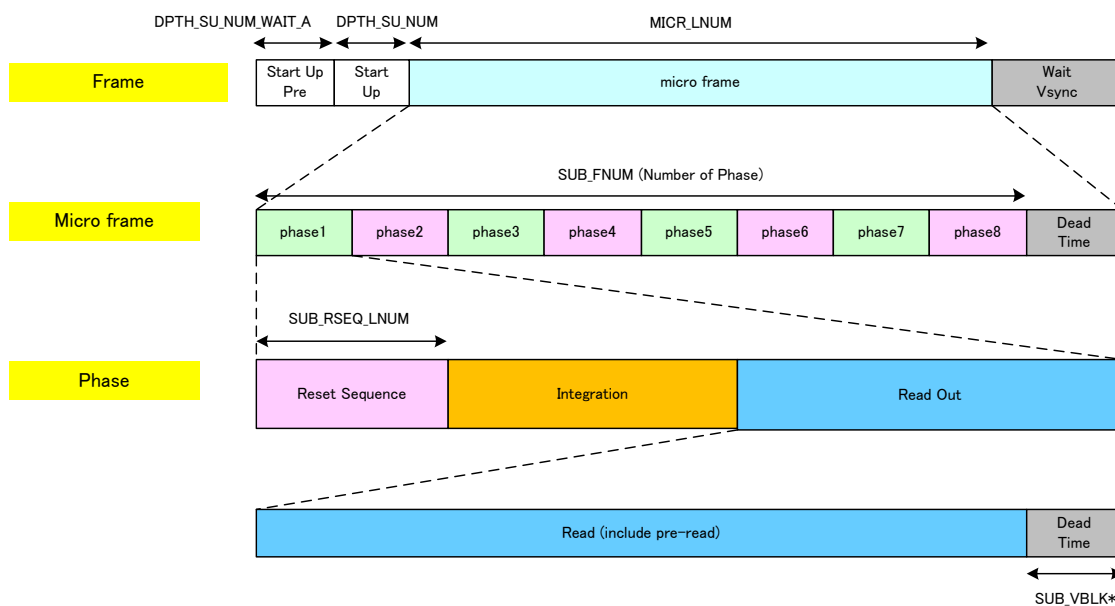 DPTH_SU_NUM_WAIT_A
DPTH_SU_NUM
MICR_LNUM
Frame
Start Up
Pre
Start
Up
micro frame
Wait
Vsync
SUB_FNUM (Number of Phase)
Micro frame
phase1
phase2
phase3
phase4
phase5
phase6
phase7
phase8
Dead
Time
SUB_RSEQ_LNUM
Phase
Reset Sequence
Integration
Read Out
Read (include pre-read)
Dead
Time
SUB_VBLK*